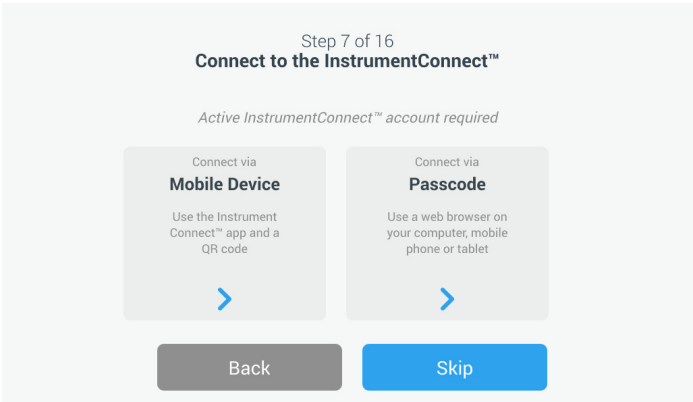 Step 7 of 16
Connect to the InstrumentConnect™
Active InstrumentConnect™ account required
Connect via
Mobile Device
Use the Instrument
Connect™ app and a
QR code
Connect via
Passcode
Use a web browser on
your computer, mobile
phone or tablet
Back
Skip